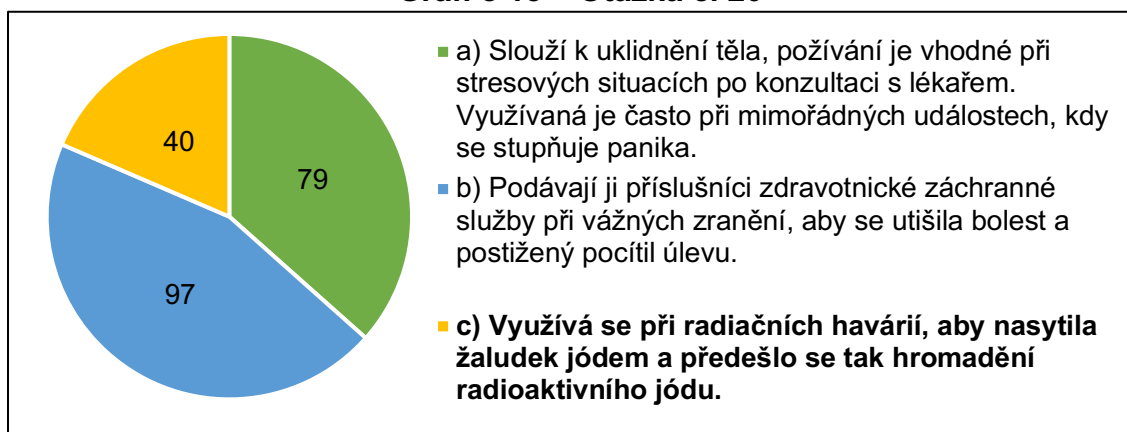 a) Slouží k uklidnění těla, požívání je vhodné při
stresových situacích po konzultaci s lékařem.
Využívaná je často při mimořádných událostech, kdy
se stupňuje panika.
b) Podávají ji příslušníci zdravotnické záchranné
služby při vážných zranění, aby se utišila bolest a
postižený pocítil úlevu.
c) Využívá se při radiačních havárií, aby nasytila
žaludek jódem a předešlo se tak hromadění
radioaktivního jódu.
40
79
97